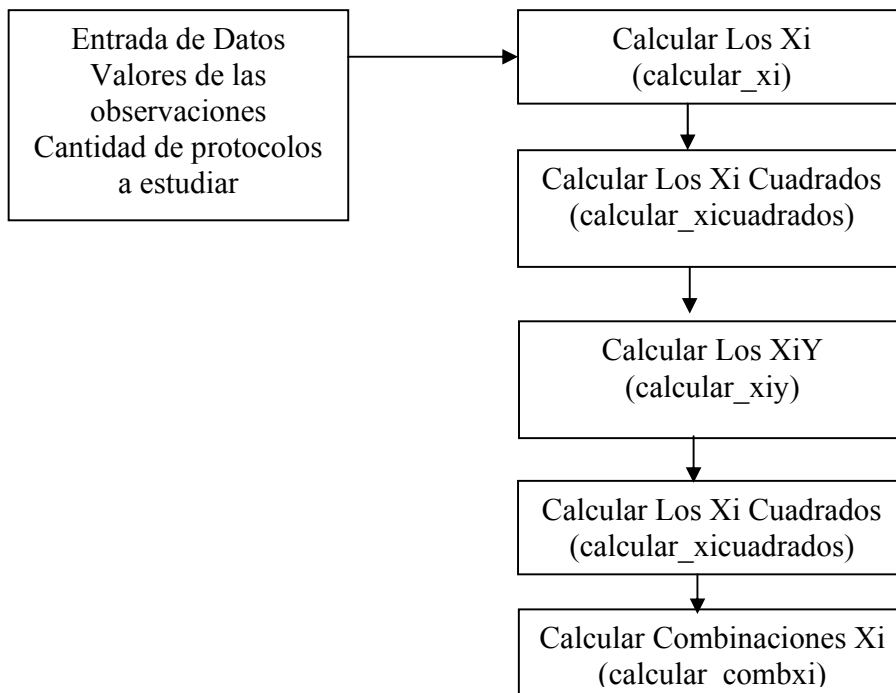 Entrada de Datos
Valores de las
observaciones
Cantidad de protocolos
a estudiar
Calcular Los Xi
(calcular_xi)
Calcular Los Xi Cuadrados
(calcular_xicuadrados)
Calcular Los XiY
(calcular_xiy)
Calcular Los Xi Cuadrados
(calcular_xicuadrados)
Calcular Combinaciones Xi
(calcular_combxi)